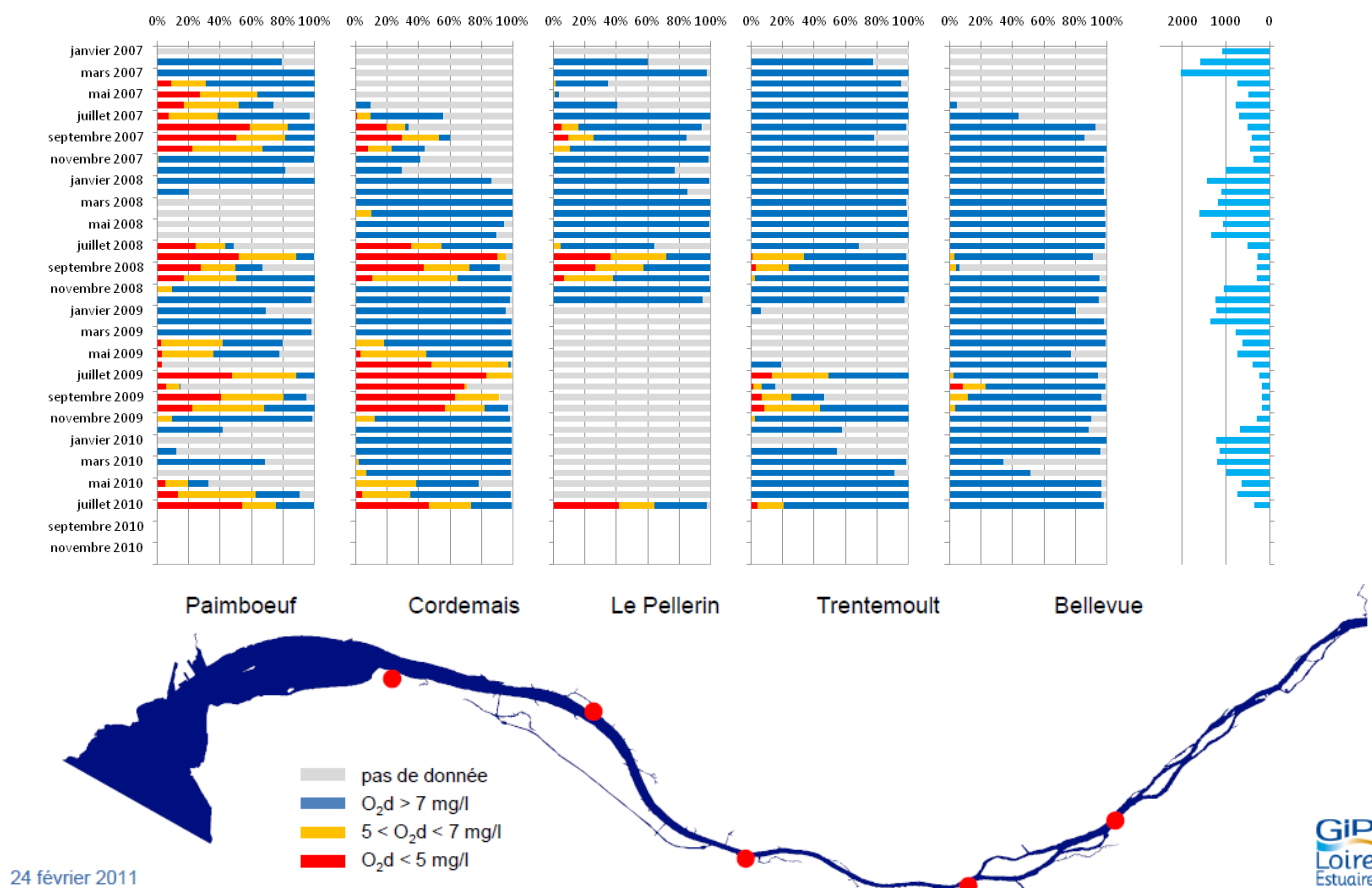 0% 20% 40% 60% 80% 100% 0% 20% 40% 60% 80% 100% 0% 20% 40% 60% 80% 100% 0% 20% 40% 60% 80% 100% 0% 20% 40% 60% 80% 100% 2000 1000 0
janvier 2007
mars 2007
mai 2007
juillet 2007
septembre 2007
novembre 2007
janvier 2008
mars 2008
mai 2008
juillet 2008
septembre 2008
novembre 2008
janvier 2009
mars 2009
mai 2009
juillet 2009
septembre 2009
novembre 2009
janvier 2010
mars 2010
mai 2010
juillet 2010
septembre 2010
novembre 2010
Paimboeuf Cordemais Le Pellerin Trentemoult Bellevue
pas de donnée
O₂d > 7 mg/l
5 < O₂d < 7 mg/l
O₂d < 5 mg/l
24 février 2011
GIP
Loire
Estuaire